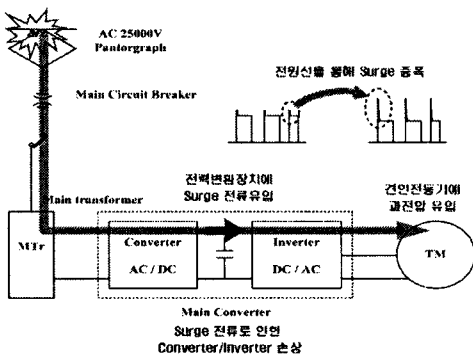 AC 25000V
Pantorgraph
Main Circuit Breaker
전원선을 통해 Surge 증폭
Main transformer
전력변환장치에
Surge 전류유입
견인전동기에
과전압 유입
MTr
Converter
AC / DC
Inverter
DC / AC
TM
Main Converter
Surge 전류로 인한
Converter/Inverter 손상